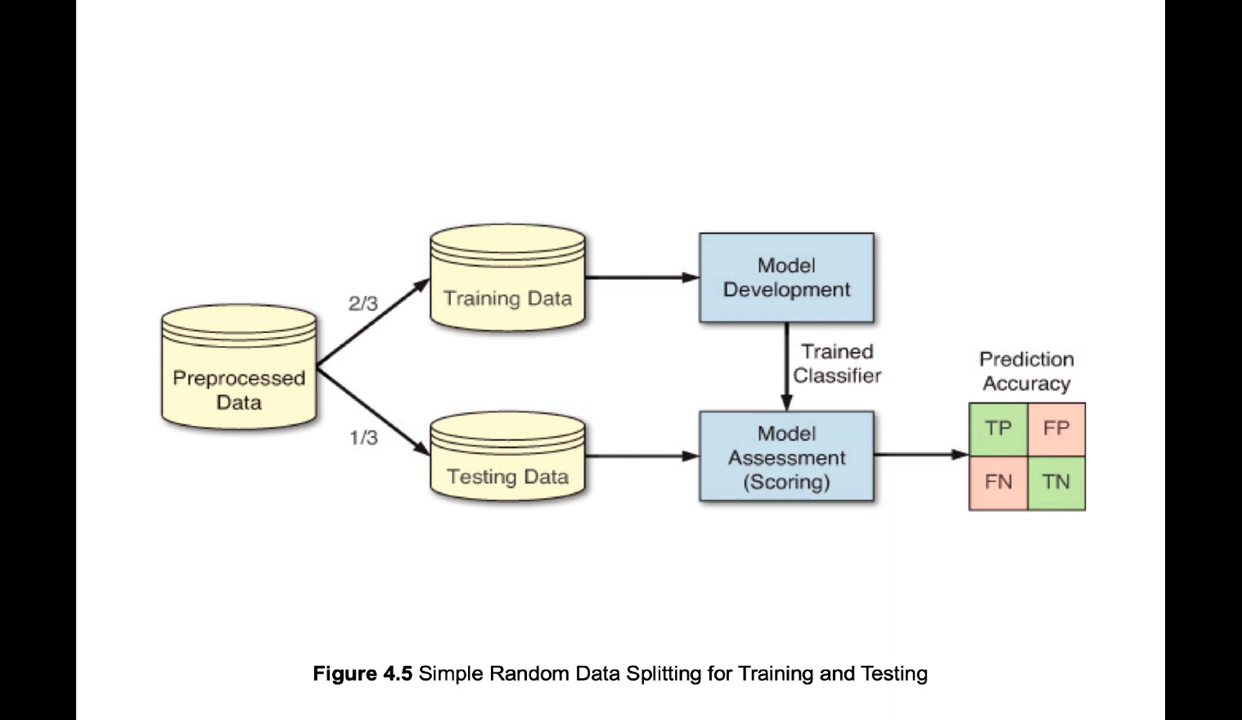 Preprocessed
Data
2/3
1/3
Training Data
Testing Data
Model
Development
Trained
Classifier
Model
Assessment
(Scoring)
Prediction
Accuracy
TP FP
FN TN
Figure 4.5 Simple Random Data Splitting for Training and Testing